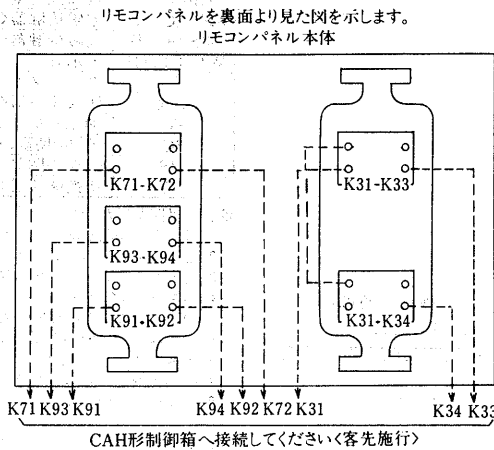 リモコンパネルを裏面より見た図を示します。
リモコンパネル本体
K71-K72
K31-K33
K93-K94
K91-K92
K31-K34
K71 K93 K91 K94 K92 K72 K31 K34 K33
CAH形制御箱へ接続してください〈客先施行〉